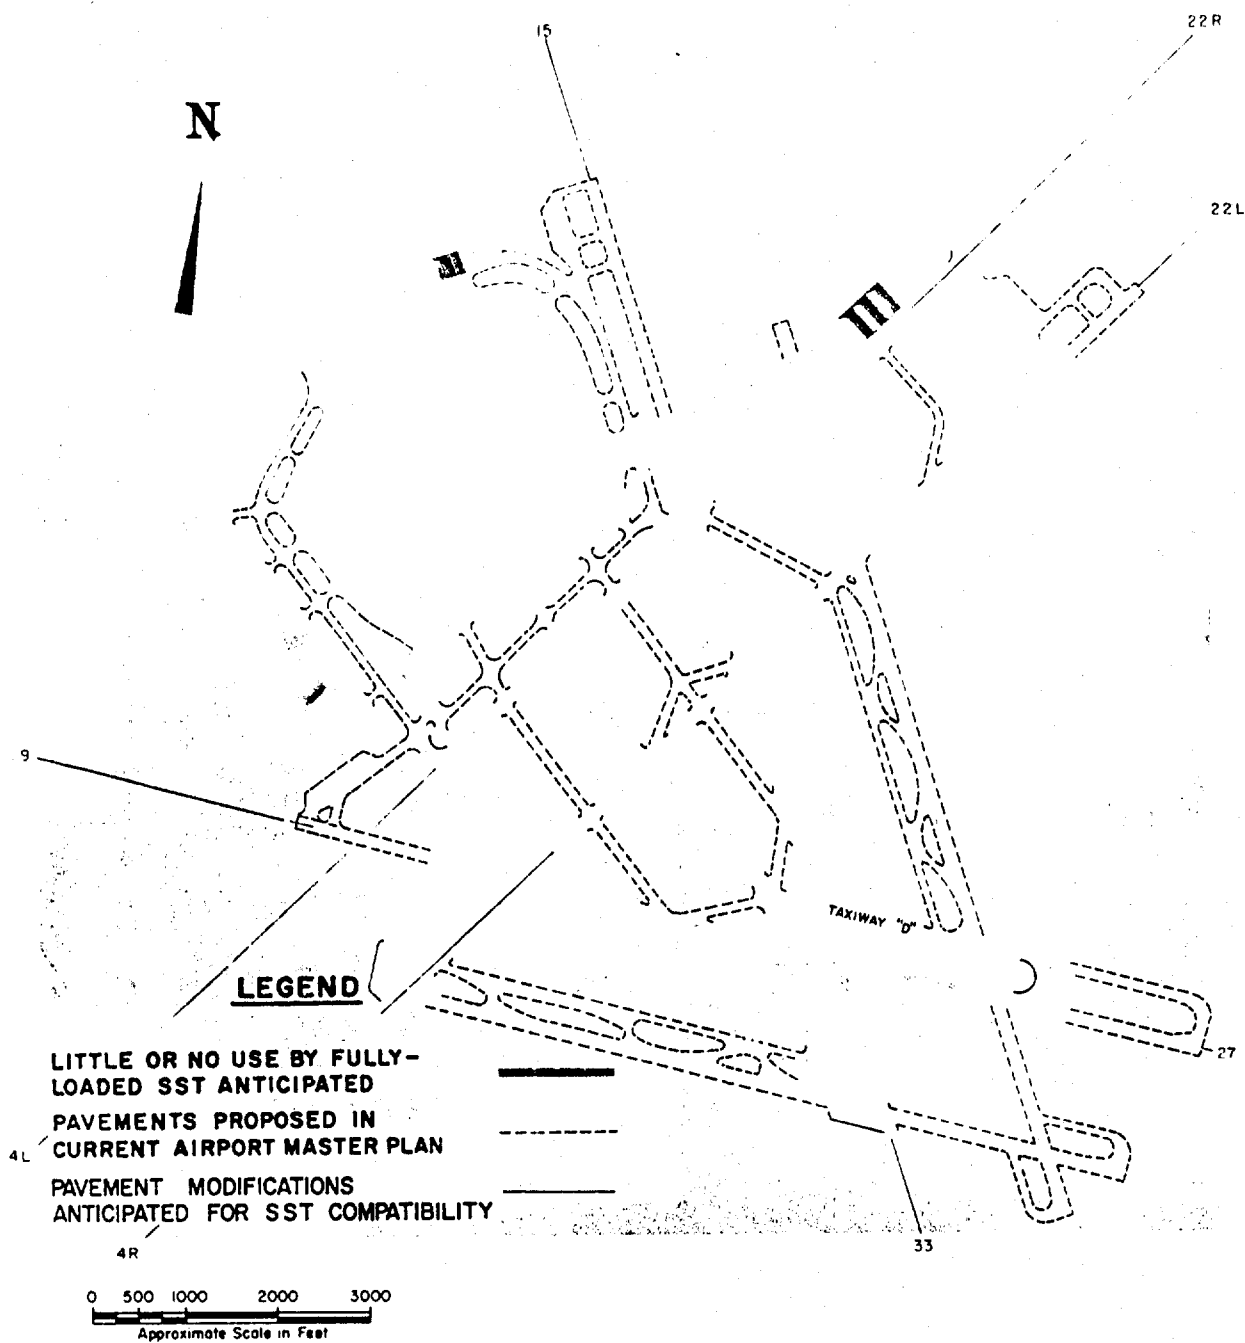 15
22R
N
22L
C
9
TAXIWAY "D"
LEGEND
LITTLE OR NO USE BY FULLY-
LOADED SST ANTICIPATED
27
PAVEMENTS PROPOSED IN
CURRENT AIRPORT MASTER PLAN
4L
PAVEMENT MODIFICATIONS
ANTICIPATED FOR SST COMPATIBILITY
4R
33
0 500 1000 2000 3000
Approximate Scale in Feet